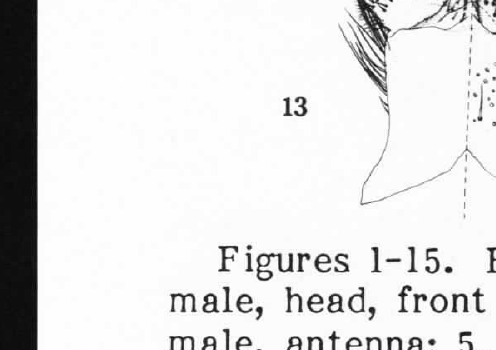 13
Figures 1-15.
male, head, front
male, antenna; 5